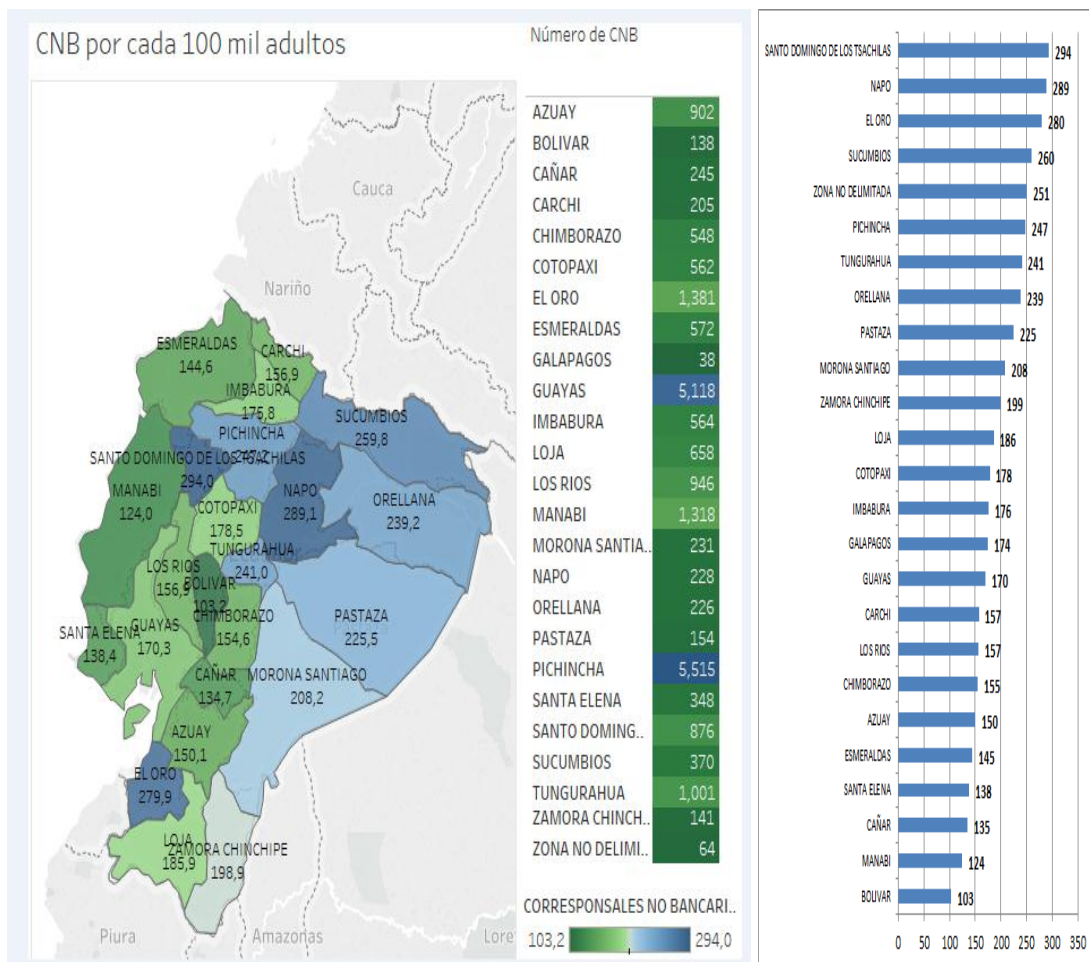 CNB por cada 100 mil adultos
Cauca
Nariño
ESMERALDAS
144,6
CARCHI
156,9
IMBABURA
175,8
SUCUMBIOS
259,8
PICHINCHA
SANTO DOMINGO DE LOS TSACHILAS
294,0
MANABI
124,0
NAPO
289,1
ORELLANA
239,2
COTOPAXI
178,5
TUNGURAHUA
241,0
LOS RIOS
156,9
BOLIVAR
103,2
CHIMBORAZO
154,6
PASTAZA
225,5
SANTA ELENA
138,4
GUAYAS
170,3
CAÑAR
134,7
MORONA SANTIAGO
208,2
AZUAY
150,1
EL ORO
279,9
LOJA
185,9
ZAMORA CHINCHIPE
198,9
Piura
Amazonas
Lore
Número de CNB
AZUAY 902
BOLIVAR 138
CAÑAR 245
CARCHI 205
CHIMBORAZO 548
COTOPAXI 562
EL ORO 1,381
ESMERALDAS 572
GALAPAGOS 38
GUAYAS 5,118
IMBABURA 564
LOJA 658
LOS RIOS 946
MANABI 1,318
MORONA SANTIA.. 231
NAPO 228
ORELLANA 226
PASTAZA 154
PICHINCHA 5,515
SANTA ELENA 348
SANTO DOMING.. 876
SUCUMBIOS 370
TUNGURAHUA 1,001
ZAMORA CHINCH.. 141
ZONA NO DELIMI.. 64
CORRESPONSALES NO BANCARI..
103,2 294,0
SANTO DOMINGO DE LOS TSACHILAS 294
NAPO 289
EL ORO 280
SUCUMBIOS 260
ZONA NO DELIMITADA 251
PICHINCHA 247
TUNGURAHUA 241
ORELLANA 239
PASTAZA 225
MORONA SANTIAGO 208
ZAMORA CHINCHIPE 199
LOJA 186
COTOPAXI 178
IMBABURA 176
GALAPAGOS 174
GUAYAS 170
CARCHI 157
LOS RIOS 157
CHIMBORAZO 155
AZUAY 150
ESMERALDAS 145
SANTA ELENA 138
CAÑAR 135
MANABI 124
BOLIVAR 103
0 50 100 150 200 250 300 350